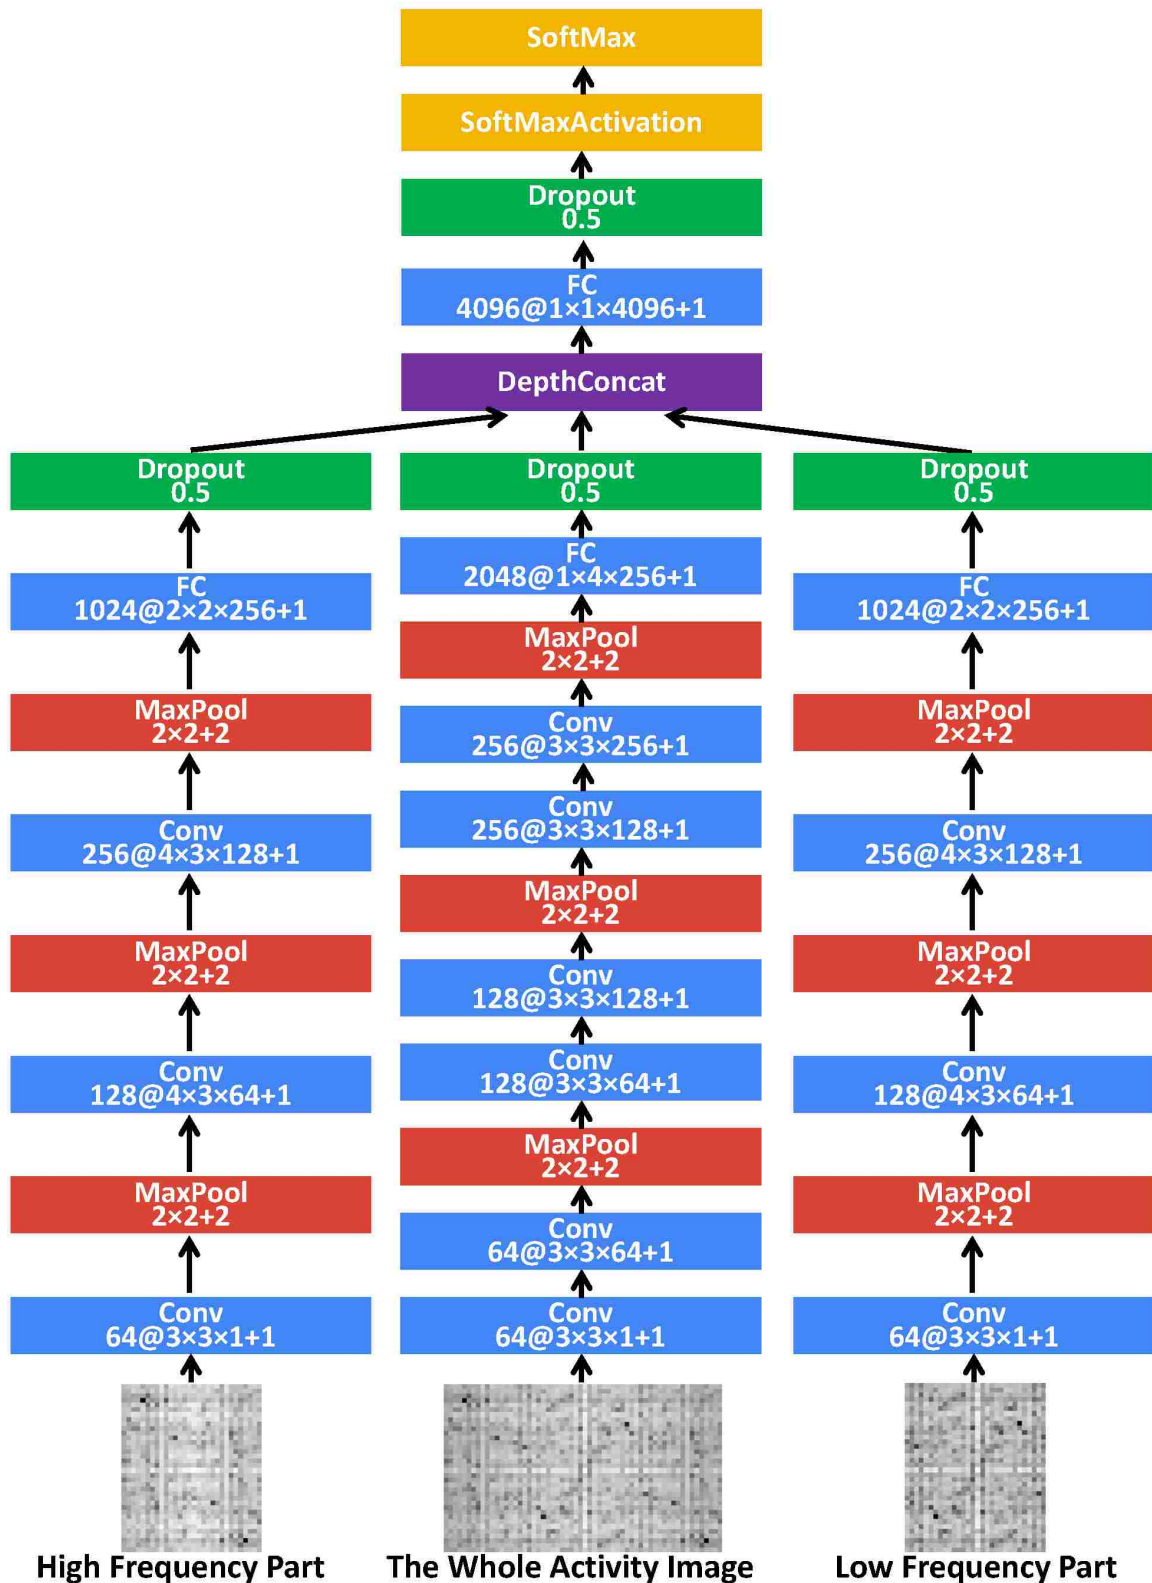 SoftMax
SoftMaxActivation
Dropout
0.5
FC
4096@1×1×4096+1
DepthConcat
Dropout
0.5
FC
1024@2×2×256+1
MaxPool
2×2+2
Conv
256@4×3×128+1
MaxPool
2×2+2
Conv
128@4×3×64+1
MaxPool
2×2+2
Conv
64@3×3×1+1
High Frequency Part
Dropout
0.5
FC
2048@1×4×256+1
MaxPool
2×2+2
Conv
256@3×3×256+1
Conv
256@3×3×128+1
MaxPool
2×2+2
Conv
128@3×3×128+1
Conv
128@3×3×64+1
MaxPool
2×2+2
Conv
64@3×3×64+1
Conv
64@3×3×1+1
The Whole Activity Image
Dropout
0.5
FC
1024@2×2×256+1
MaxPool
2×2+2
Conv
256@4×3×128+1
MaxPool
2×2+2
Conv
128@4×3×64+1
MaxPool
2×2+2
Conv
64@3×3×1+1
Low Frequency Part